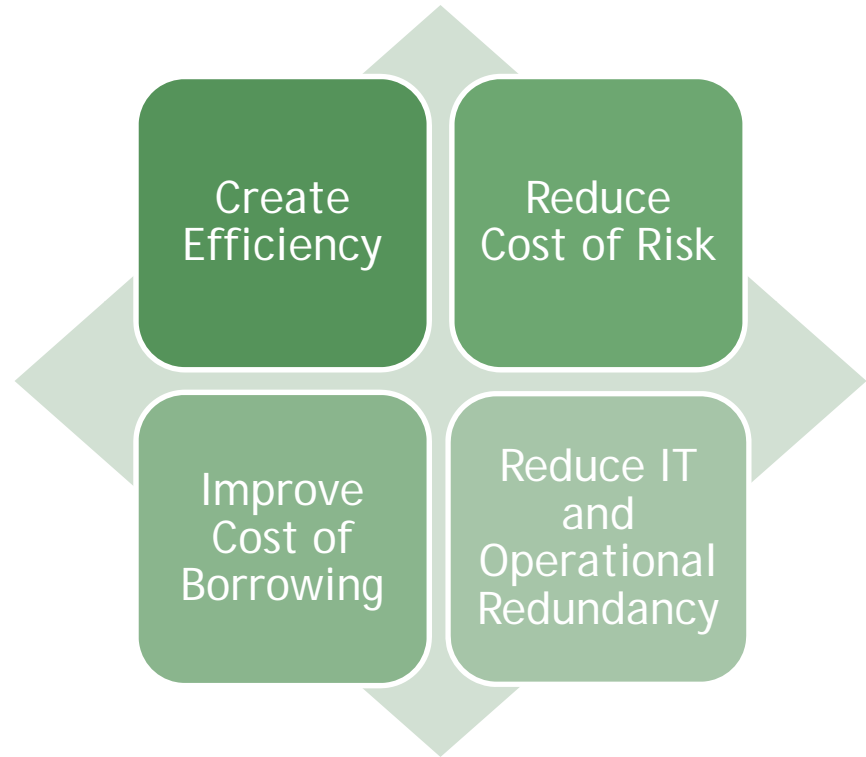 Create
Efficiency
Reduce
Cost of Risk
Improve
Cost of
Borrowing
Reduce IT
and
Operational
Redundancy